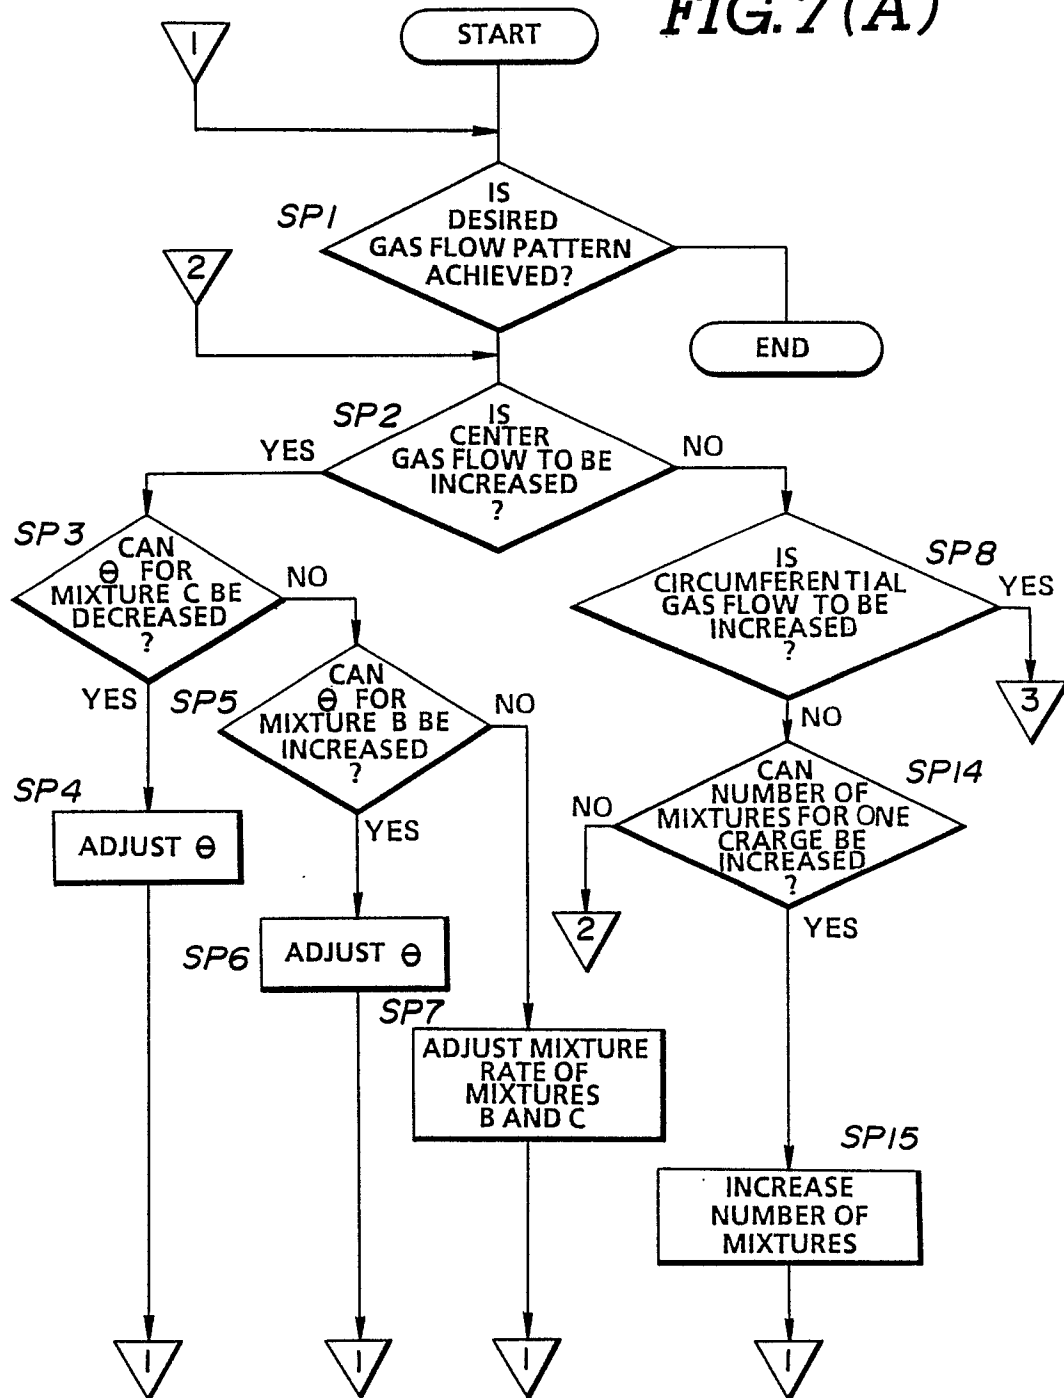 FIG. 7 (A)
1
START
SP1
IS
DESIRED
GAS FLOW PATTERN
ACHIEVED?
2
END
SP2
IS
CENTER
GAS FLOW TO BE
INCREASED
?
YES
NO
SP3
CAN
Θ FOR
MIXTURE C BE
DECREASED
?
NO
YES
SP8
IS
CIRCUMFERENTIAL
GAS FLOW TO BE
INCREASED
?
YES
3
NO
SP5
CAN
Θ FOR
MIXTURE B BE
INCREASED
?
NO
YES
SP4
ADJUST Θ
SP14
CAN
NUMBER OF
MIXTURES FOR ONE
CRARGE BE
INCREASED
?
NO
2
YES
SP6
ADJUST Θ
SP7
ADJUST MIXTURE
RATE OF
MIXTURES
B AND C
SP15
INCREASE
NUMBER OF
MIXTURES
1
1
1
1